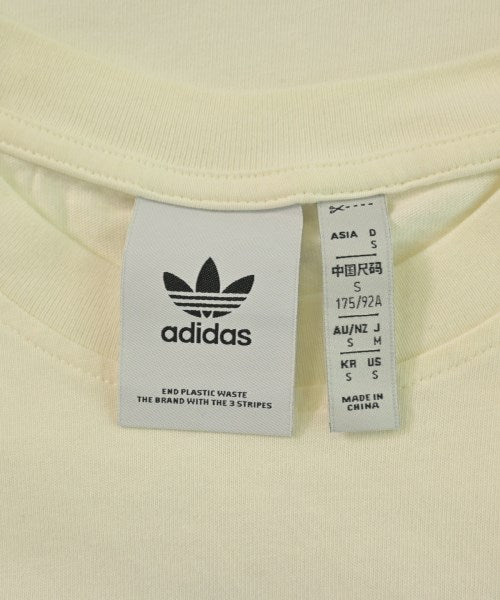 adidas
END PLASTIC WASTE
THE BRAND WITH THE 3 STRIPES
ASIA D
S
中国尺码
S
175/92A
AU/NZ J
S M
KR US
S S
MADE IN
CHINA